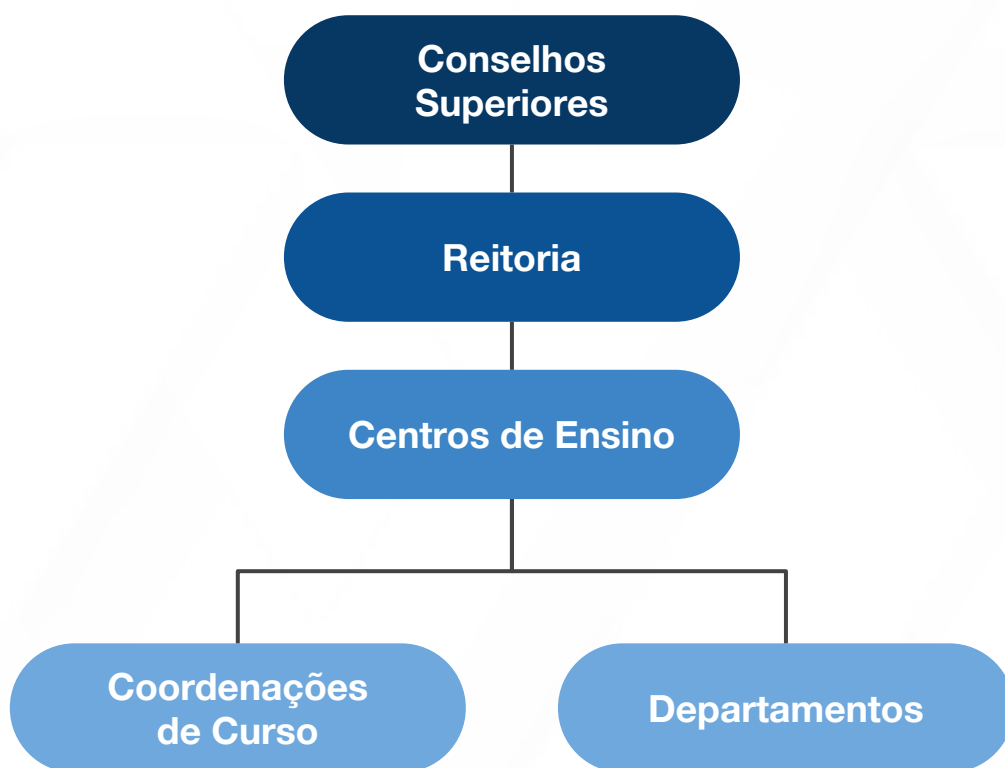 Conselhos
Superiores
Reitoria
Centros de Ensino
Coordenações
de Curso
Departamentos